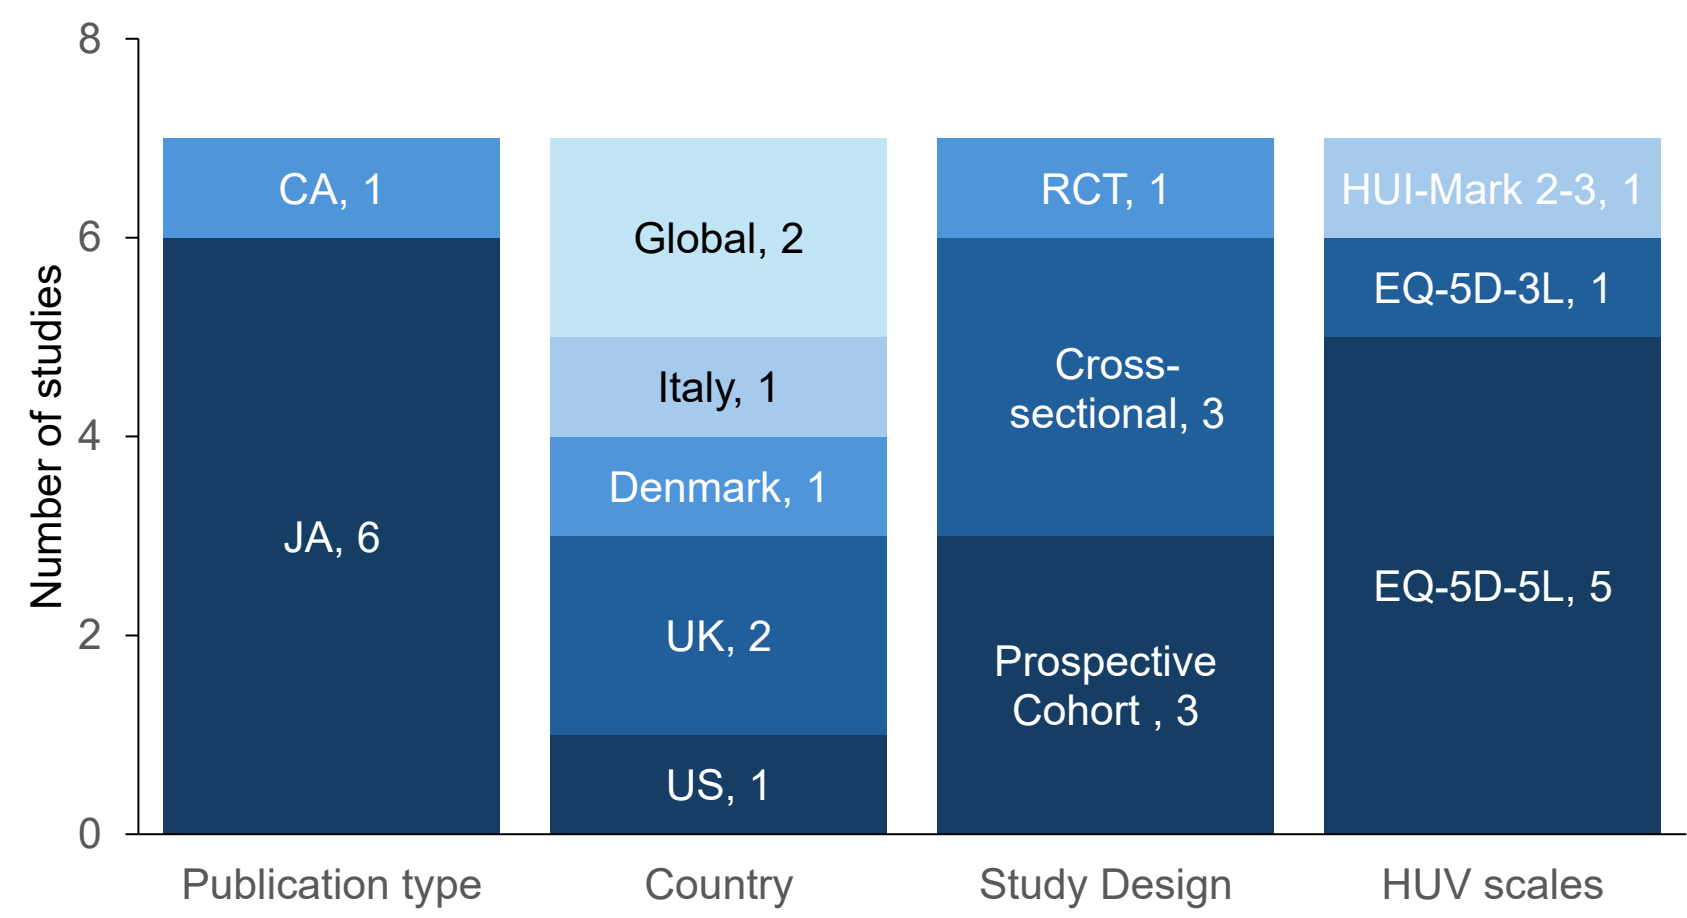 Number of studies
8
6
4
2
0
CA, 1
JA, 6
Global, 2
Italy, 1
Denmark, 1
UK, 2
US, 1
RCT, 1
Cross-
sectional, 3
Prospective
Cohort , 3
HUI-Mark 2-3, 1
EQ-5D-3L, 1
EQ-5D-5L, 5
Publication type
Country
Study Design
HUV scales